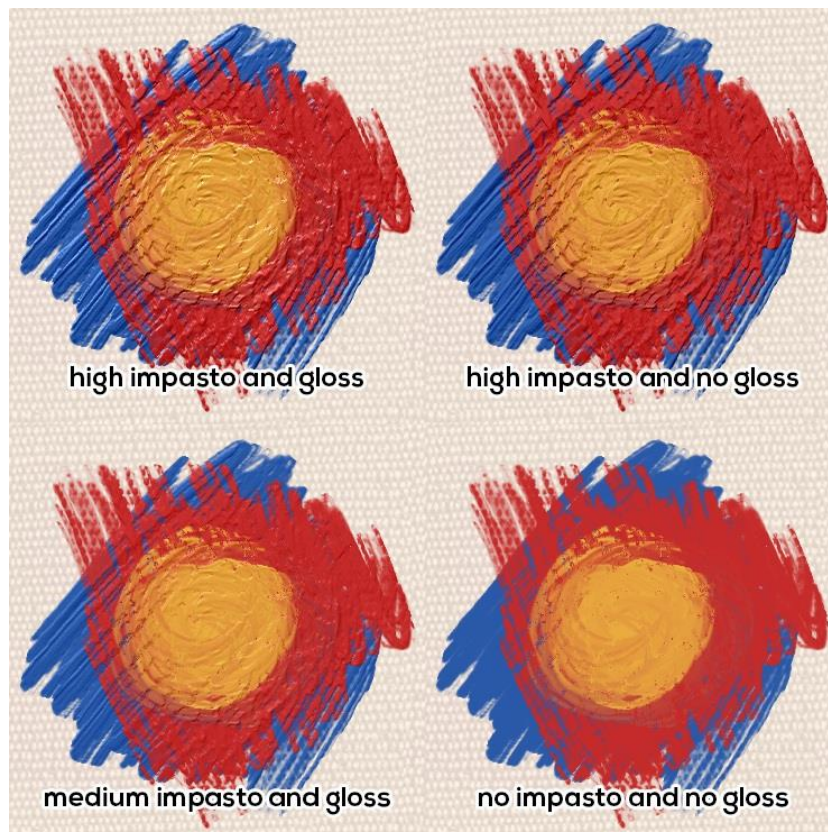 high impasto and gloss
high impasto and no gloss
medium impasto and gloss
no impasto and no gloss